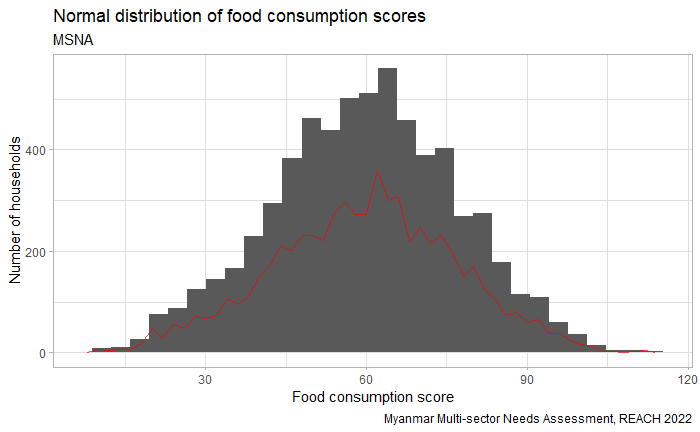 Normal distribution of food consumption scores
MSNA
Number of households
400
200
0
30
60
90
120
Food consumption score
Myanmar Multi-sector Needs Assessment, REACH 2022